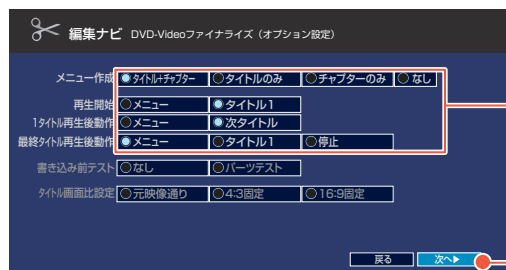 編集ナビ DVD-Videoファイナライズ（オプション設定）
メニュー作成 タイトル+チャプター タイトルのみ チャプターのみ なし
再生開始 メニュー タイトル1
1タイトル再生後動作 メニュー 次タイトル
最終タイトル再生後動作 メニュー タイトル1 停止
書き込み前テスト なし パーツテスト
タイトル画面比設定 元映像通り 4:3固定 16:9固定
戻る 次へ▶